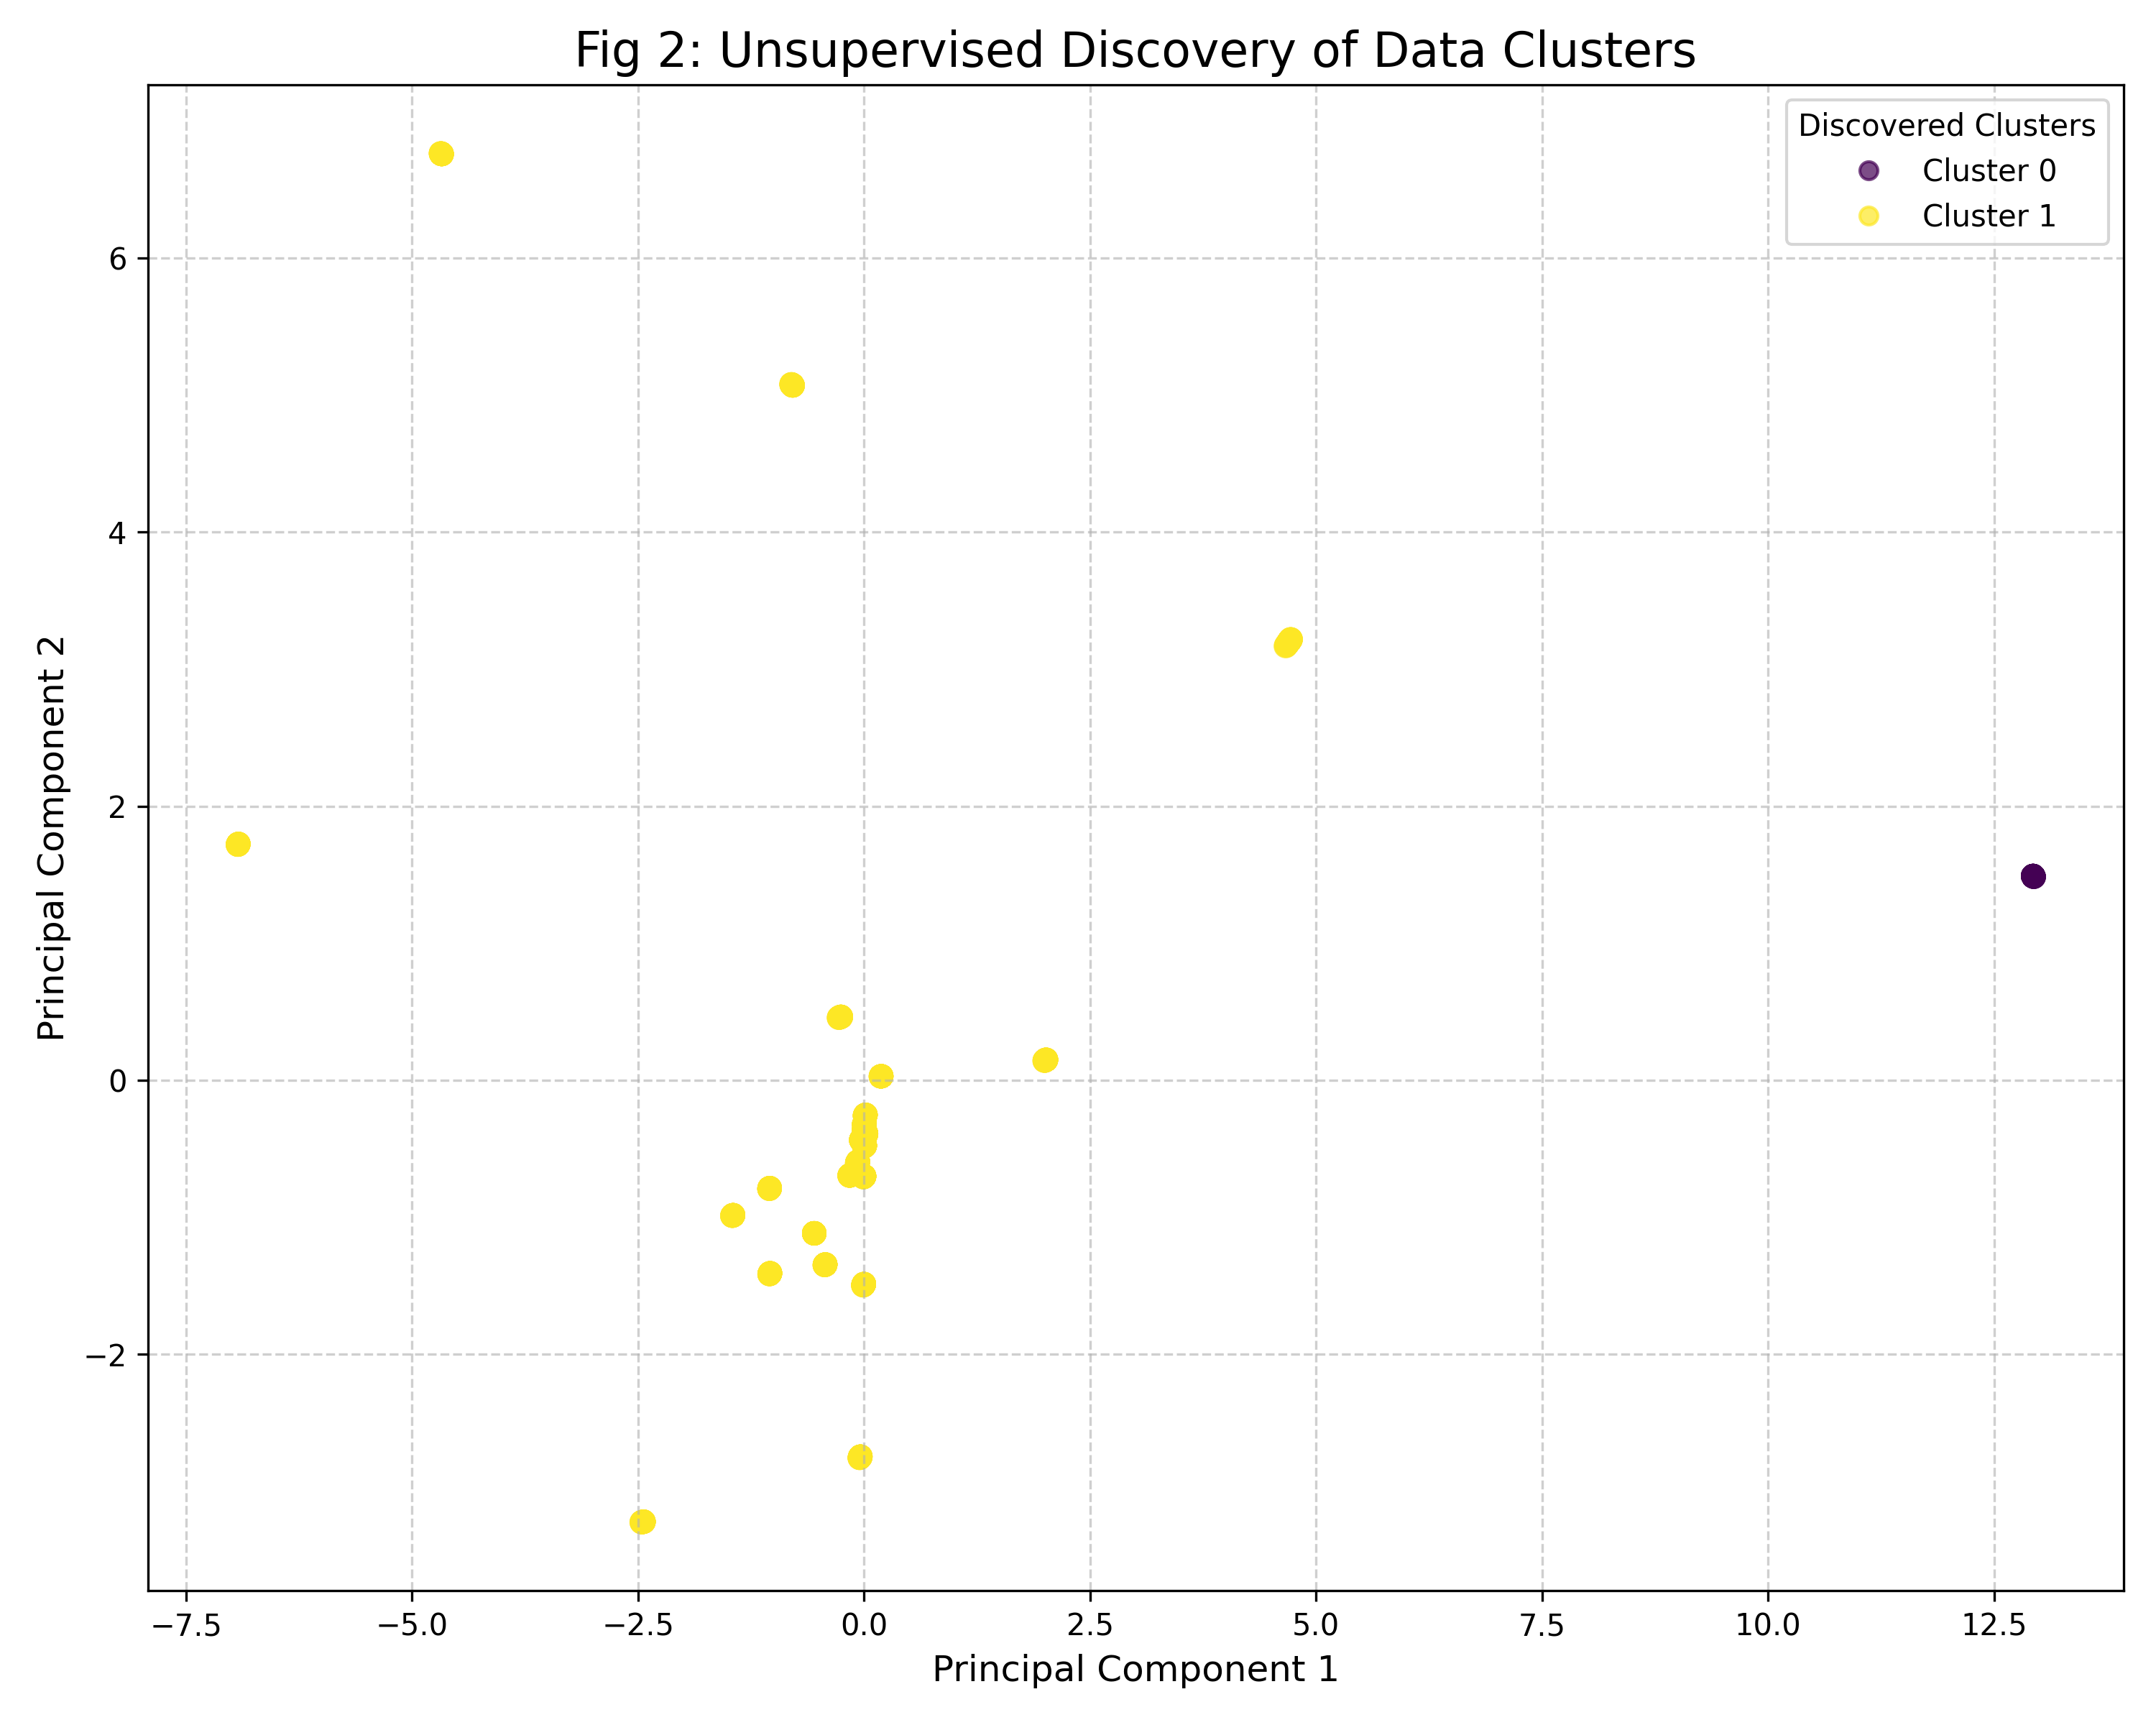 Fig 2: Unsupervised Discovery of Data Clusters
Discovered Clusters
Cluster 0
Cluster 1
Principal Component 2
6
4
2
0
−2
−7.5 −5.0 −2.5 0.0 2.5 5.0 7.5 10.0 12.5
Principal Component 1